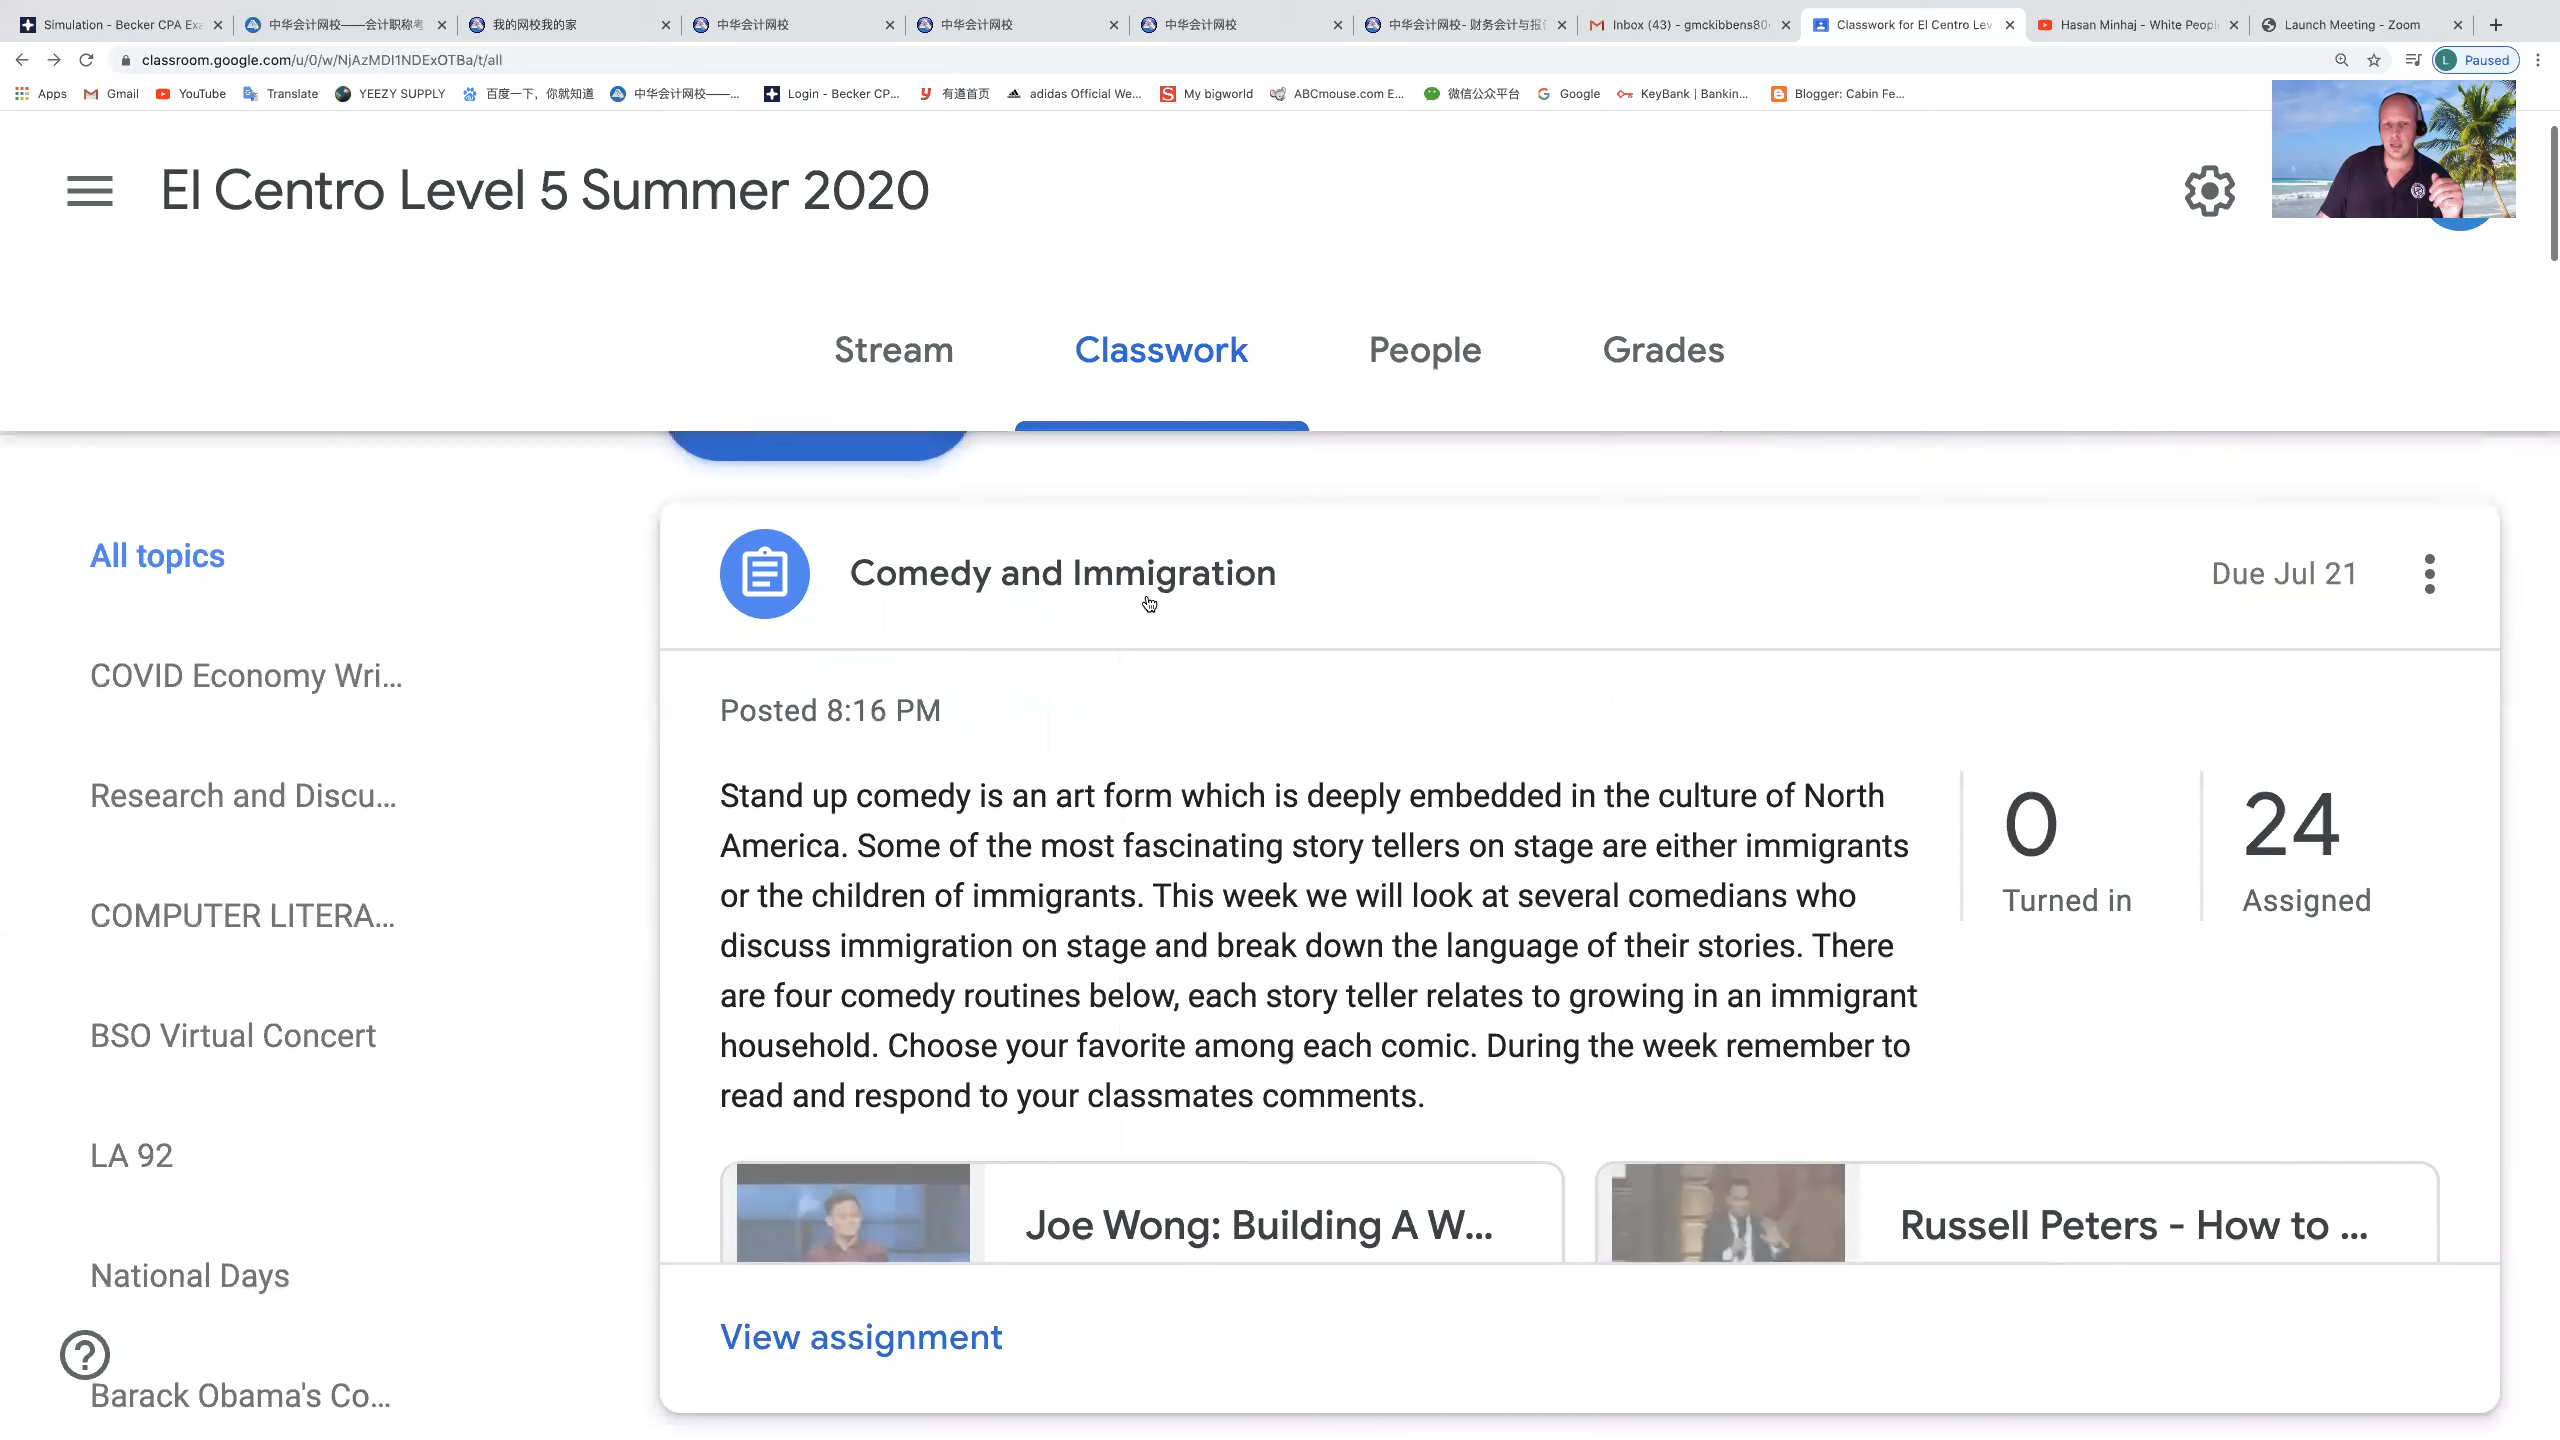 Simulation - Becker CPA Exa
中华会计网校——会计职称考
我的网校我的家
中华会计网校
中华会计网校
中华会计网校
中华会计网校- 财务会计与报告
Inbox (43) - gmckibbens80
Classwork for El Centro Lev
Hasan Minhaj - White Peopl
Launch Meeting - Zoom
classroom.google.com/u/0/w/NjAzMDI1NDExOTBa/t/all
L
Paused
Apps
Gmail
YouTube
Translate
YEEZY SUPPLY
百度一下，你就知道
中华会计网校——...
Login - Becker CP...
有道首页
adidas Official We...
My bigworld
ABCmouse.com E...
微信公众平台
Google
KeyBank | Bankin...
Blogger: Cabin Fe...
El Centro Level 5 Summer 2020
Stream
Classwork
People
Grades
All topics
COVID Economy Wri...
Research and Discu...
COMPUTER LITERA...
BSO Virtual Concert
LA 92
National Days
Barack Obama's Co...
Comedy and Immigration
Due Jul 21
Posted 8:16 PM
Stand up comedy is an art form which is deeply embedded in the culture of North
America. Some of the most fascinating story tellers on stage are either immigrants
or the children of immigrants. This week we will look at several comedians who
discuss immigration on stage and break down the language of their stories. There
are four comedy routines below, each story teller relates to growing in an immigrant
household. Choose your favorite among each comic. During the week remember to
read and respond to your classmates comments.
0
Turned in
24
Assigned
Joe Wong: Building A W...
Russell Peters - How to ...
View assignment